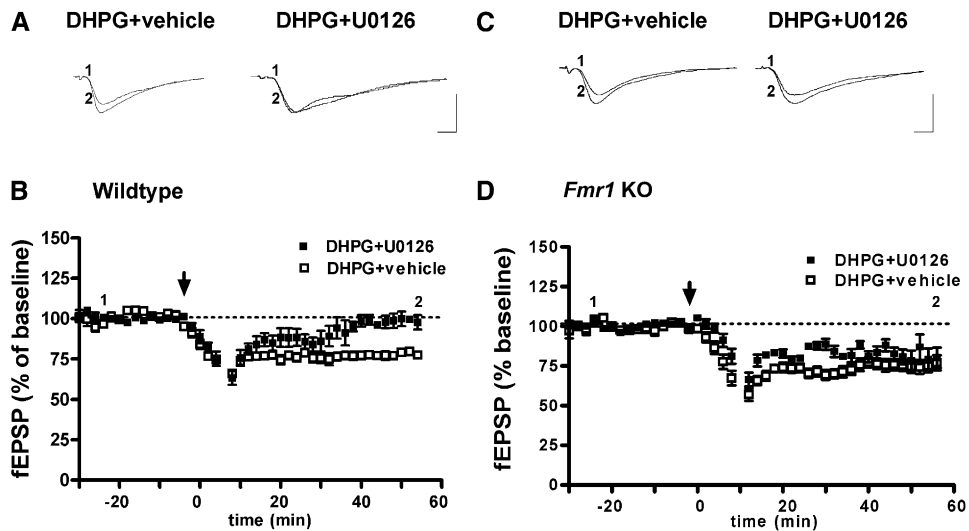 A DHPG+vehicle DHPG+U0126
1 1
2 2
C DHPG+vehicle DHPG+U0126
1 1
2 2
B Wildtype
fEPSP (% of baseline)
150
125
100
75
50
25
0
1
2
DHPG+U0126
DHPG+vehicle
-20 0 20 40 60
time (min)
D Fmr1 KO
fEPSP (% baseline)
150
125
100
75
50
25
0
1
2
DHPG+U0126
DHPG+vehicle
-20 0 20 40 60
time (min)